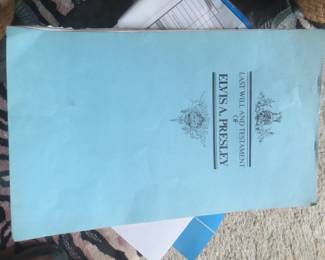 LAST WILL AND TESTAMENT
OF
ELVIS A. PRESLEY